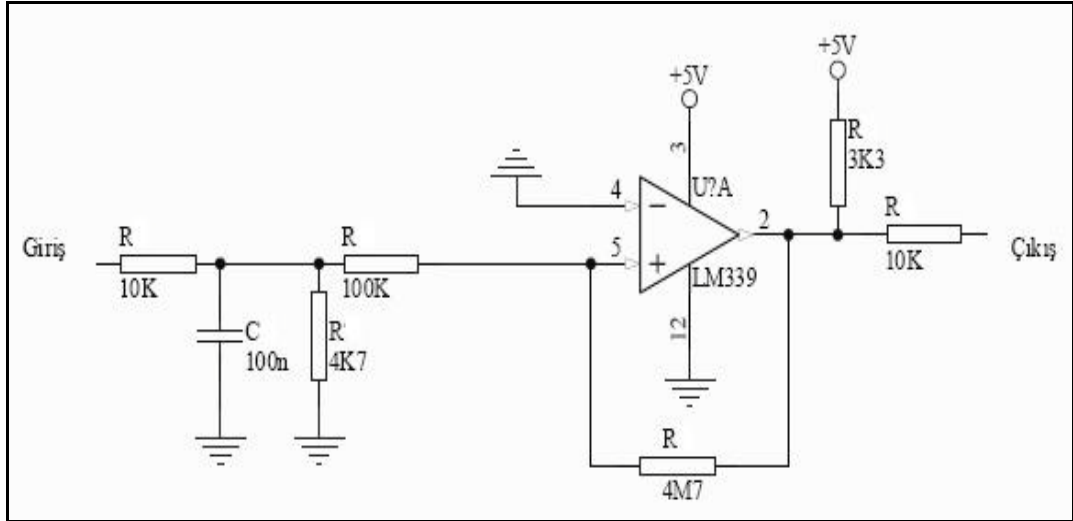 +5V
+5V
3
R
3K3
4
U?A
−
2
R
10K
Giriş
R
10K
R
100K
5
+
LM339
Çıkış
C
100n
R
4K7
12
R
4M7